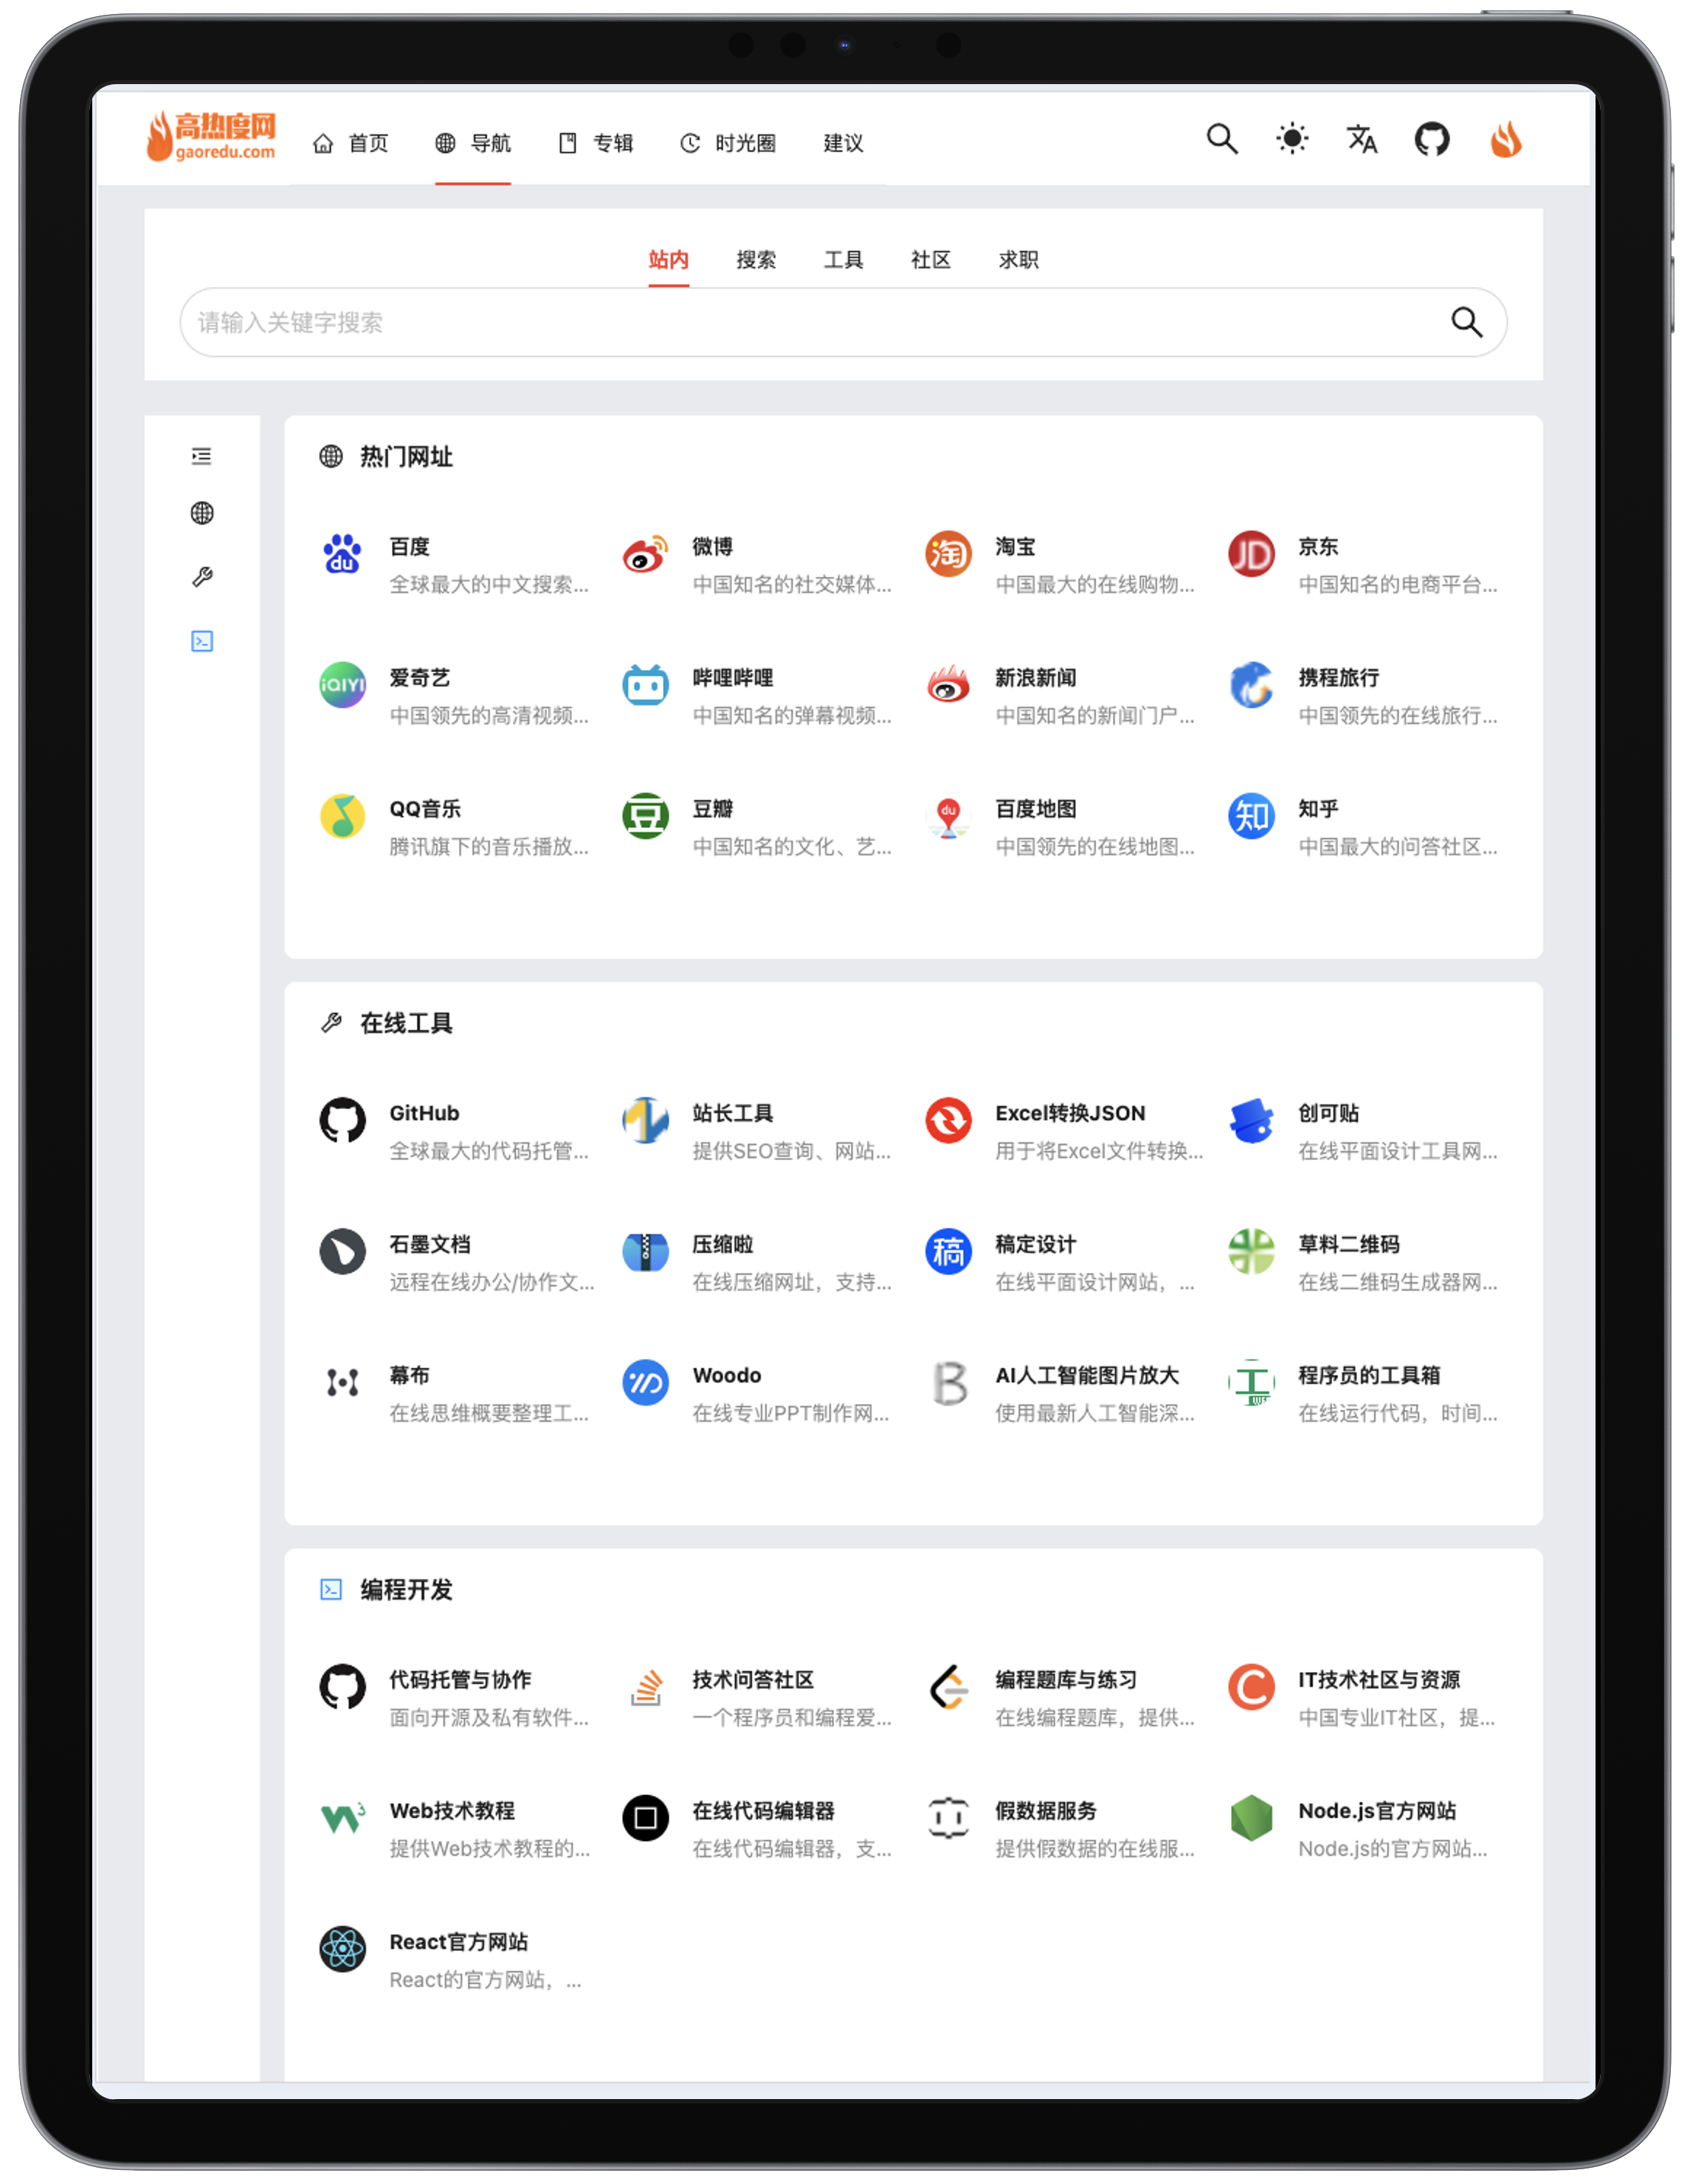 高热度网
gaoredu.com
首页
导航
专辑
时光圈
建议
站内
搜索
工具
社区
求职
请输入关键字搜索
热门网址
百度
全球最大的中文搜索...
微博
中国知名的社交媒体...
淘宝
中国最大的在线购物...
京东
中国知名的电商平台...
爱奇艺
中国领先的高清视频...
哔哩哔哩
中国知名的弹幕视频...
新浪新闻
中国知名的新闻门户...
携程旅行
中国领先的在线旅行...
QQ音乐
腾讯旗下的音乐播放...
豆瓣
中国知名的文化、艺...
百度地图
中国领先的在线地图...
知乎
中国最大的问答社区...
在线工具
GitHub
全球最大的代码托管...
站长工具
提供SEO查询、网站...
Excel转换JSON
用于将Excel文件转换...
创可贴
在线平面设计工具网...
石墨文档
远程在线办公/协作文...
压缩啦
在线压缩网址，支持...
稿定设计
在线平面设计网站，...
草料二维码
在线二维码生成器网...
幕布
在线思维概要整理工...
Woodo
在线专业PPT制作网...
AI人工智能图片放大
使用最新人工智能深...
程序员的工具箱
在线运行代码，时间...
编程开发
代码托管与协作
面向开源及私有软件...
技术问答社区
一个程序员和编程爱...
编程题库与练习
在线编程题库，提供...
IT技术社区与资源
中国专业IT社区，提...
Web技术教程
提供Web技术教程的...
在线代码编辑器
在线代码编辑器，支...
假数据服务
提供假数据的在线服...
Node.js官方网站
Node.js的官方网站...
React官方网站
React的官方网站，...